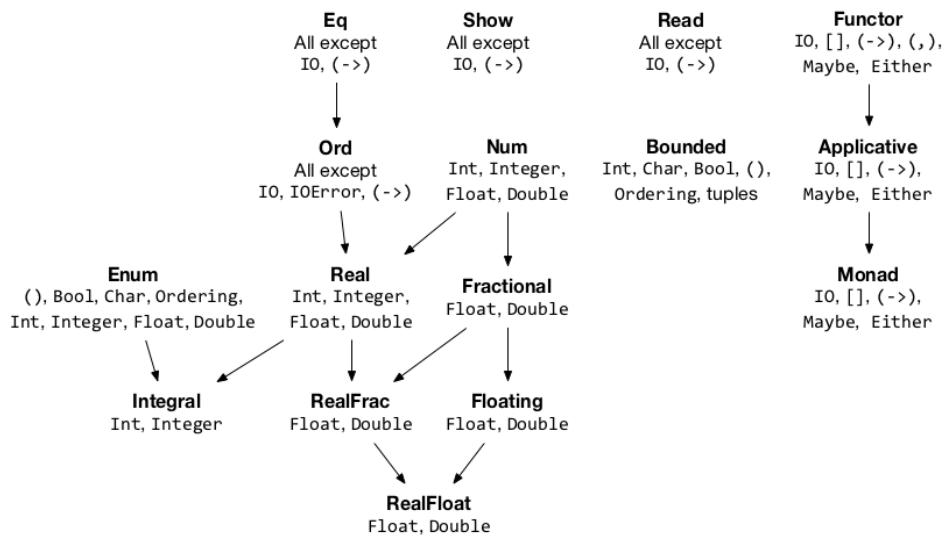 Eq
All except
IO, (->)
Show
All except
IO, (->)
Read
All except
IO, (->)
Functor
IO, [], (->), (,),
Maybe, Either
Ord
All except
IO, IOError, (->)
Num
Int, Integer,
Float, Double
Bounded
Int, Char, Bool, (),
Ordering, tuples
Applicative
IO, [], (->),
Maybe, Either
Enum
(), Bool, Char, Ordering,
Int, Integer, Float, Double
Real
Int, Integer,
Float, Double
Fractional
Float, Double
Monad
IO, [], (->),
Maybe, Either
Integral
Int, Integer
RealFrac
Float, Double
Floating
Float, Double
RealFloat
Float, Double